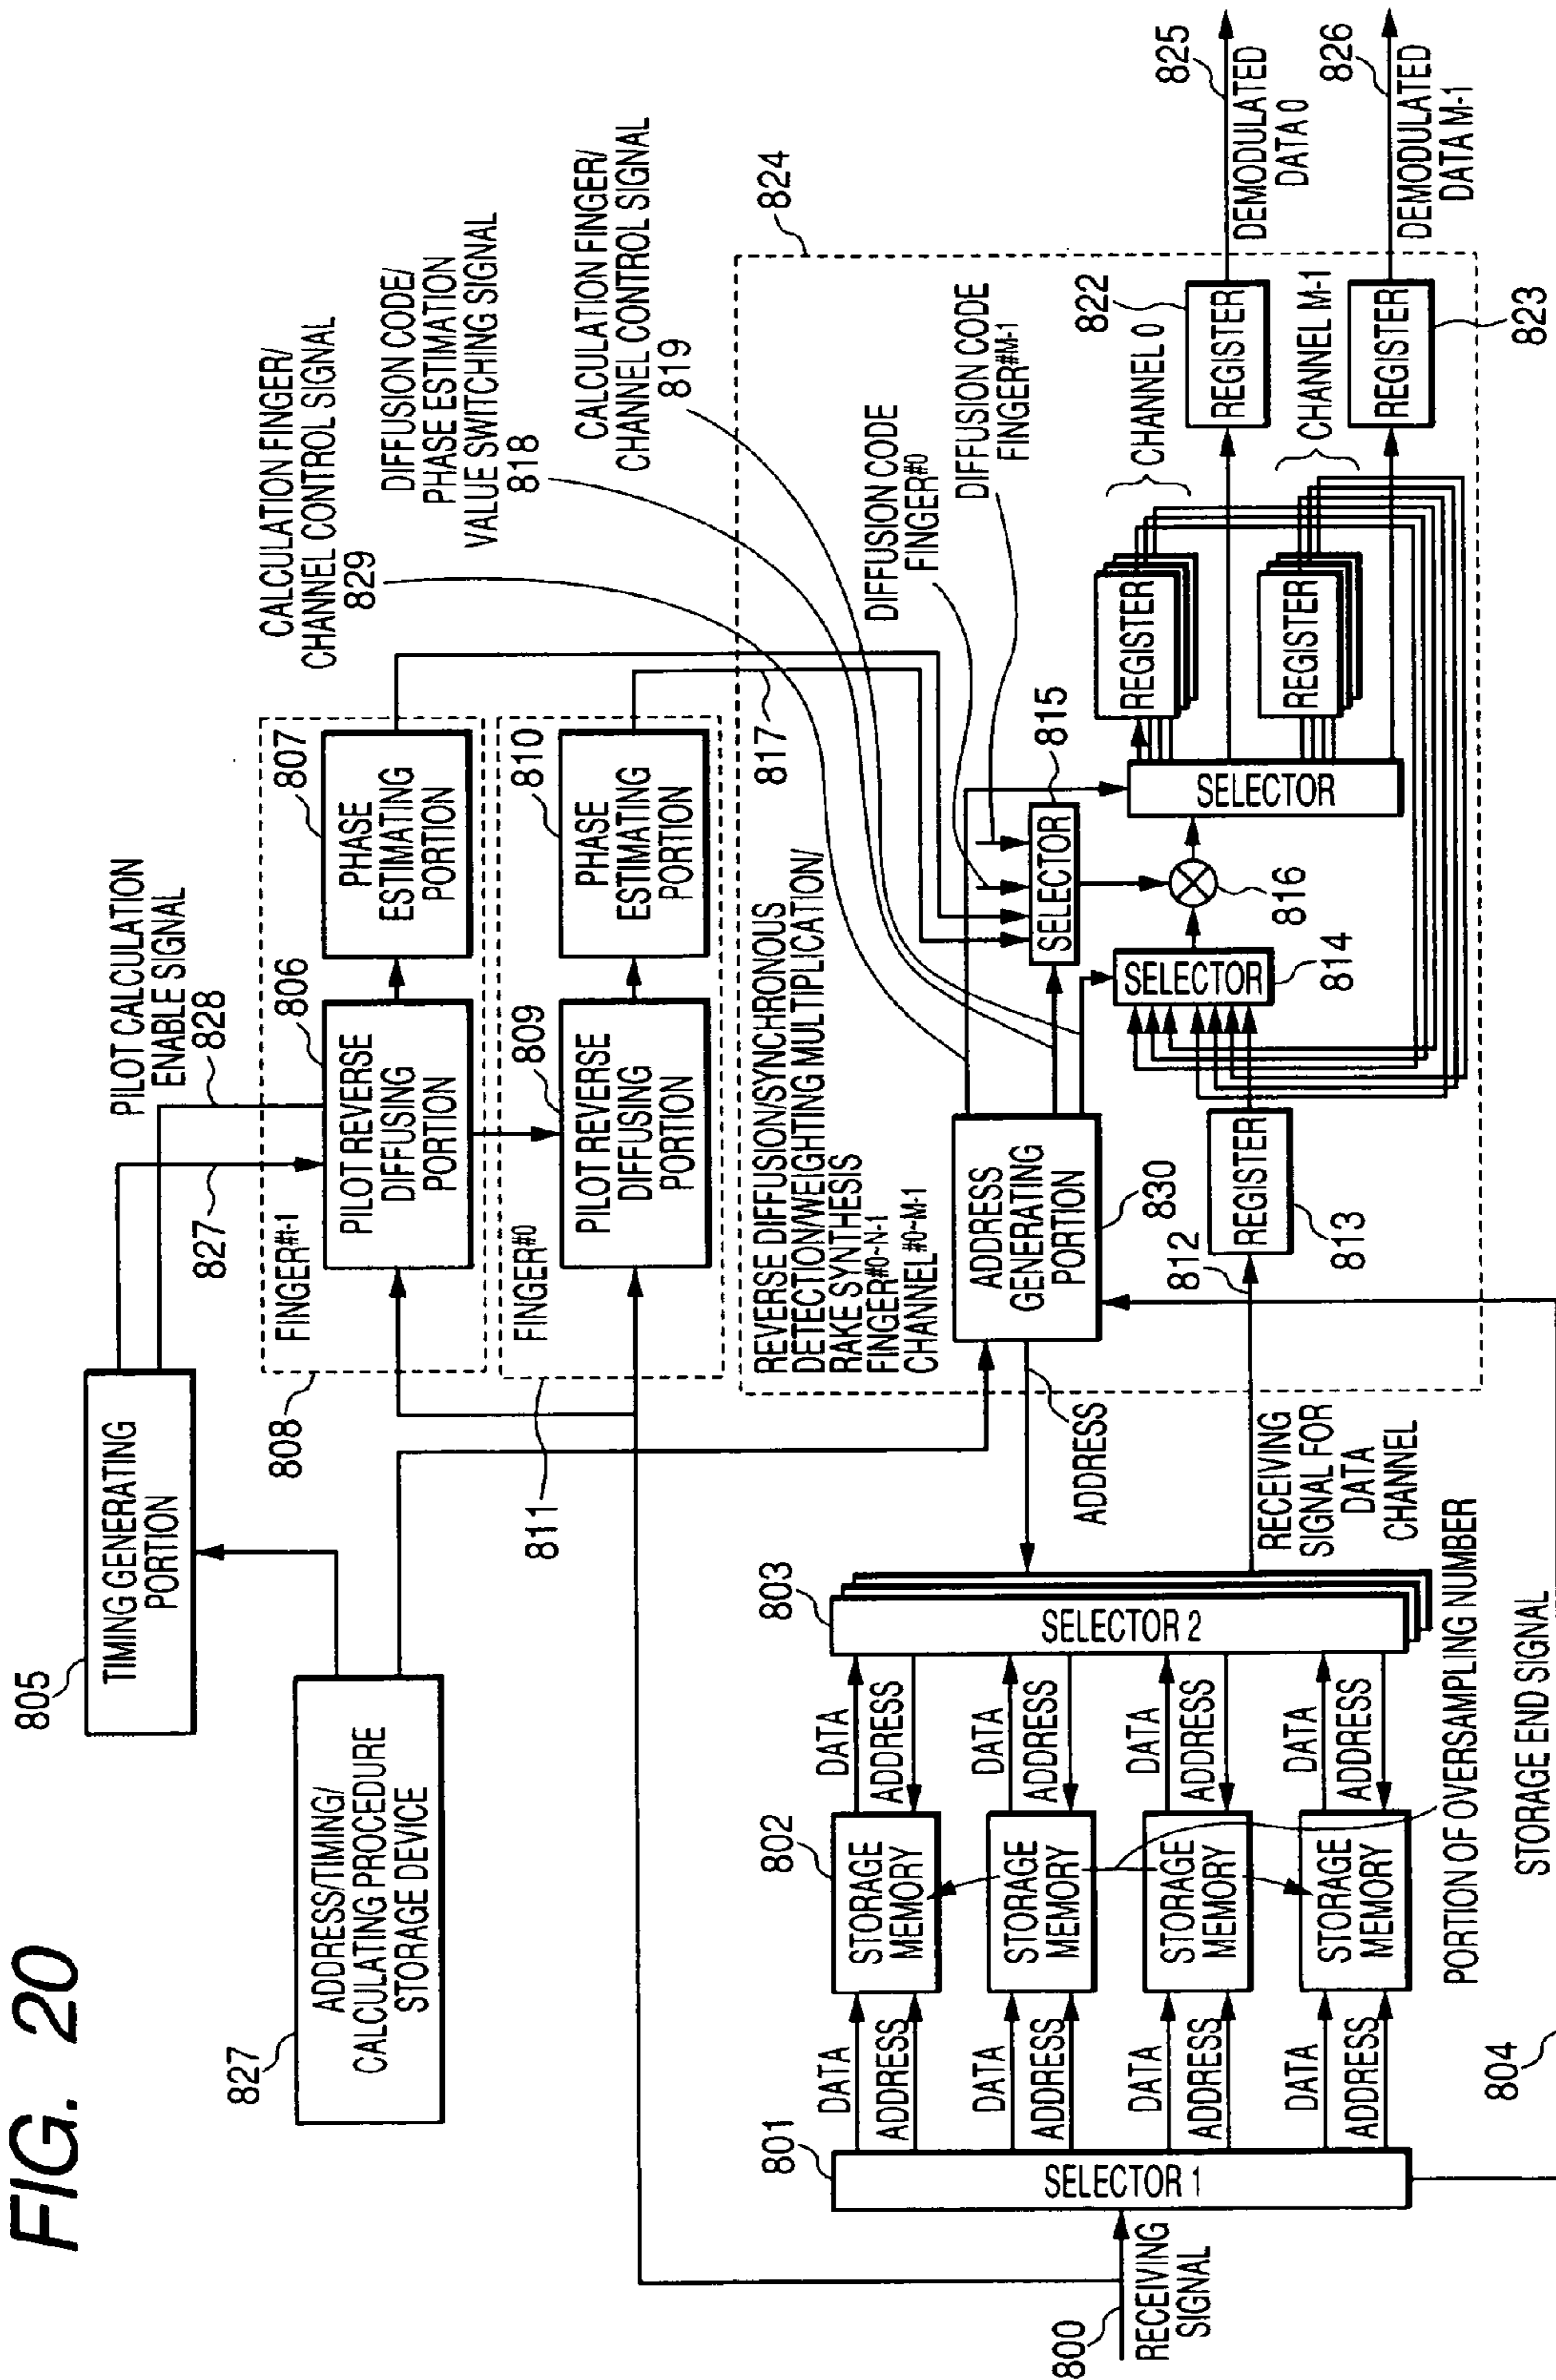 FIG. 20
805
TIMING GENERATING
PORTION
827
ADDRESS/TIMING/
CALCULATING PROCEDURE
STORAGE DEVICE
PILOT CALCULATION
ENABLE SIGNAL
828
827
808
FINGER#1-1
806
PILOT REVERSE
DIFFUSING
PORTION
807
PHASE
ESTIMATING
PORTION
811
FINGER#0
809
PILOT REVERSE
DIFFUSING
PORTION
810
PHASE
ESTIMATING
PORTION
CALCULATION FINGER/
CHANNEL CONTROL SIGNAL
829
DIFFUSION CODE/
PHASE ESTIMATION
VALUE SWITCHING SIGNAL
818
CALCULATION FINGER/
CHANNEL CONTROL SIGNAL
819
817
824
REVERSE DIFFUSION/SYNCHRONOUS
DETECTION/WEIGHTING MULTIPLICATION/
RAKE SYNTHESIS
FINGER#0~N-1
CHANNEL#0~M-1
DIFFUSION CODE
FINGER#0
DIFFUSION CODE
FINGER#M-1
800
RECEIVING
SIGNAL
801
SELECTOR 1
DATA
ADDRESS
DATA
ADDRESS
DATA
ADDRESS
DATA
ADDRESS
802
STORAGE
MEMORY
STORAGE
MEMORY
STORAGE
MEMORY
STORAGE
MEMORY
DATA
ADDRESS
DATA
ADDRESS
DATA
ADDRESS
DATA
ADDRESS
803
SELECTOR 2
PORTION OF OVERSAMPLING NUMBER
804
STORAGE END SIGNAL
ADDRESS
RECEIVING
SIGNAL FOR
DATA
CHANNEL
ADDRESS
GENERATING
PORTION
830
812
REGISTER
813
SELECTOR
814
815
SELECTOR
816
SELECTOR
REGISTER
CHANNEL 0
REGISTER
CHANNEL M-1
822
REGISTER
REGISTER
823
825
DEMODULATED
DATA 0
826
DEMODULATED
DATA M-1